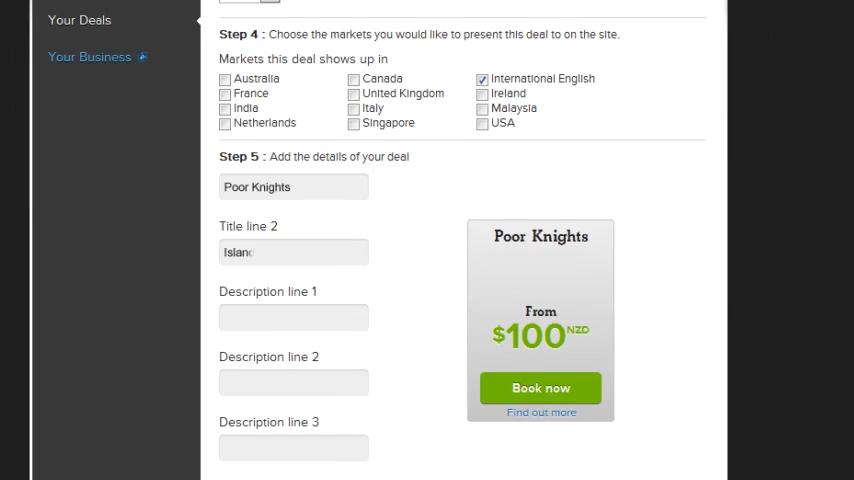 Your Deals
Your Business
Step 4 : Choose the markets you would like to present this deal to on the site.
Markets this deal shows up in
Australia Canada International English
France United Kingdom Ireland
India Italy Malaysia
Netherlands Singapore USA
Step 5 : Add the details of your deal
Poor Knights
Title line 2
Island
Description line 1
Description line 2
Description line 3
Poor Knights
From
$100 NZD
Book now
Find out more